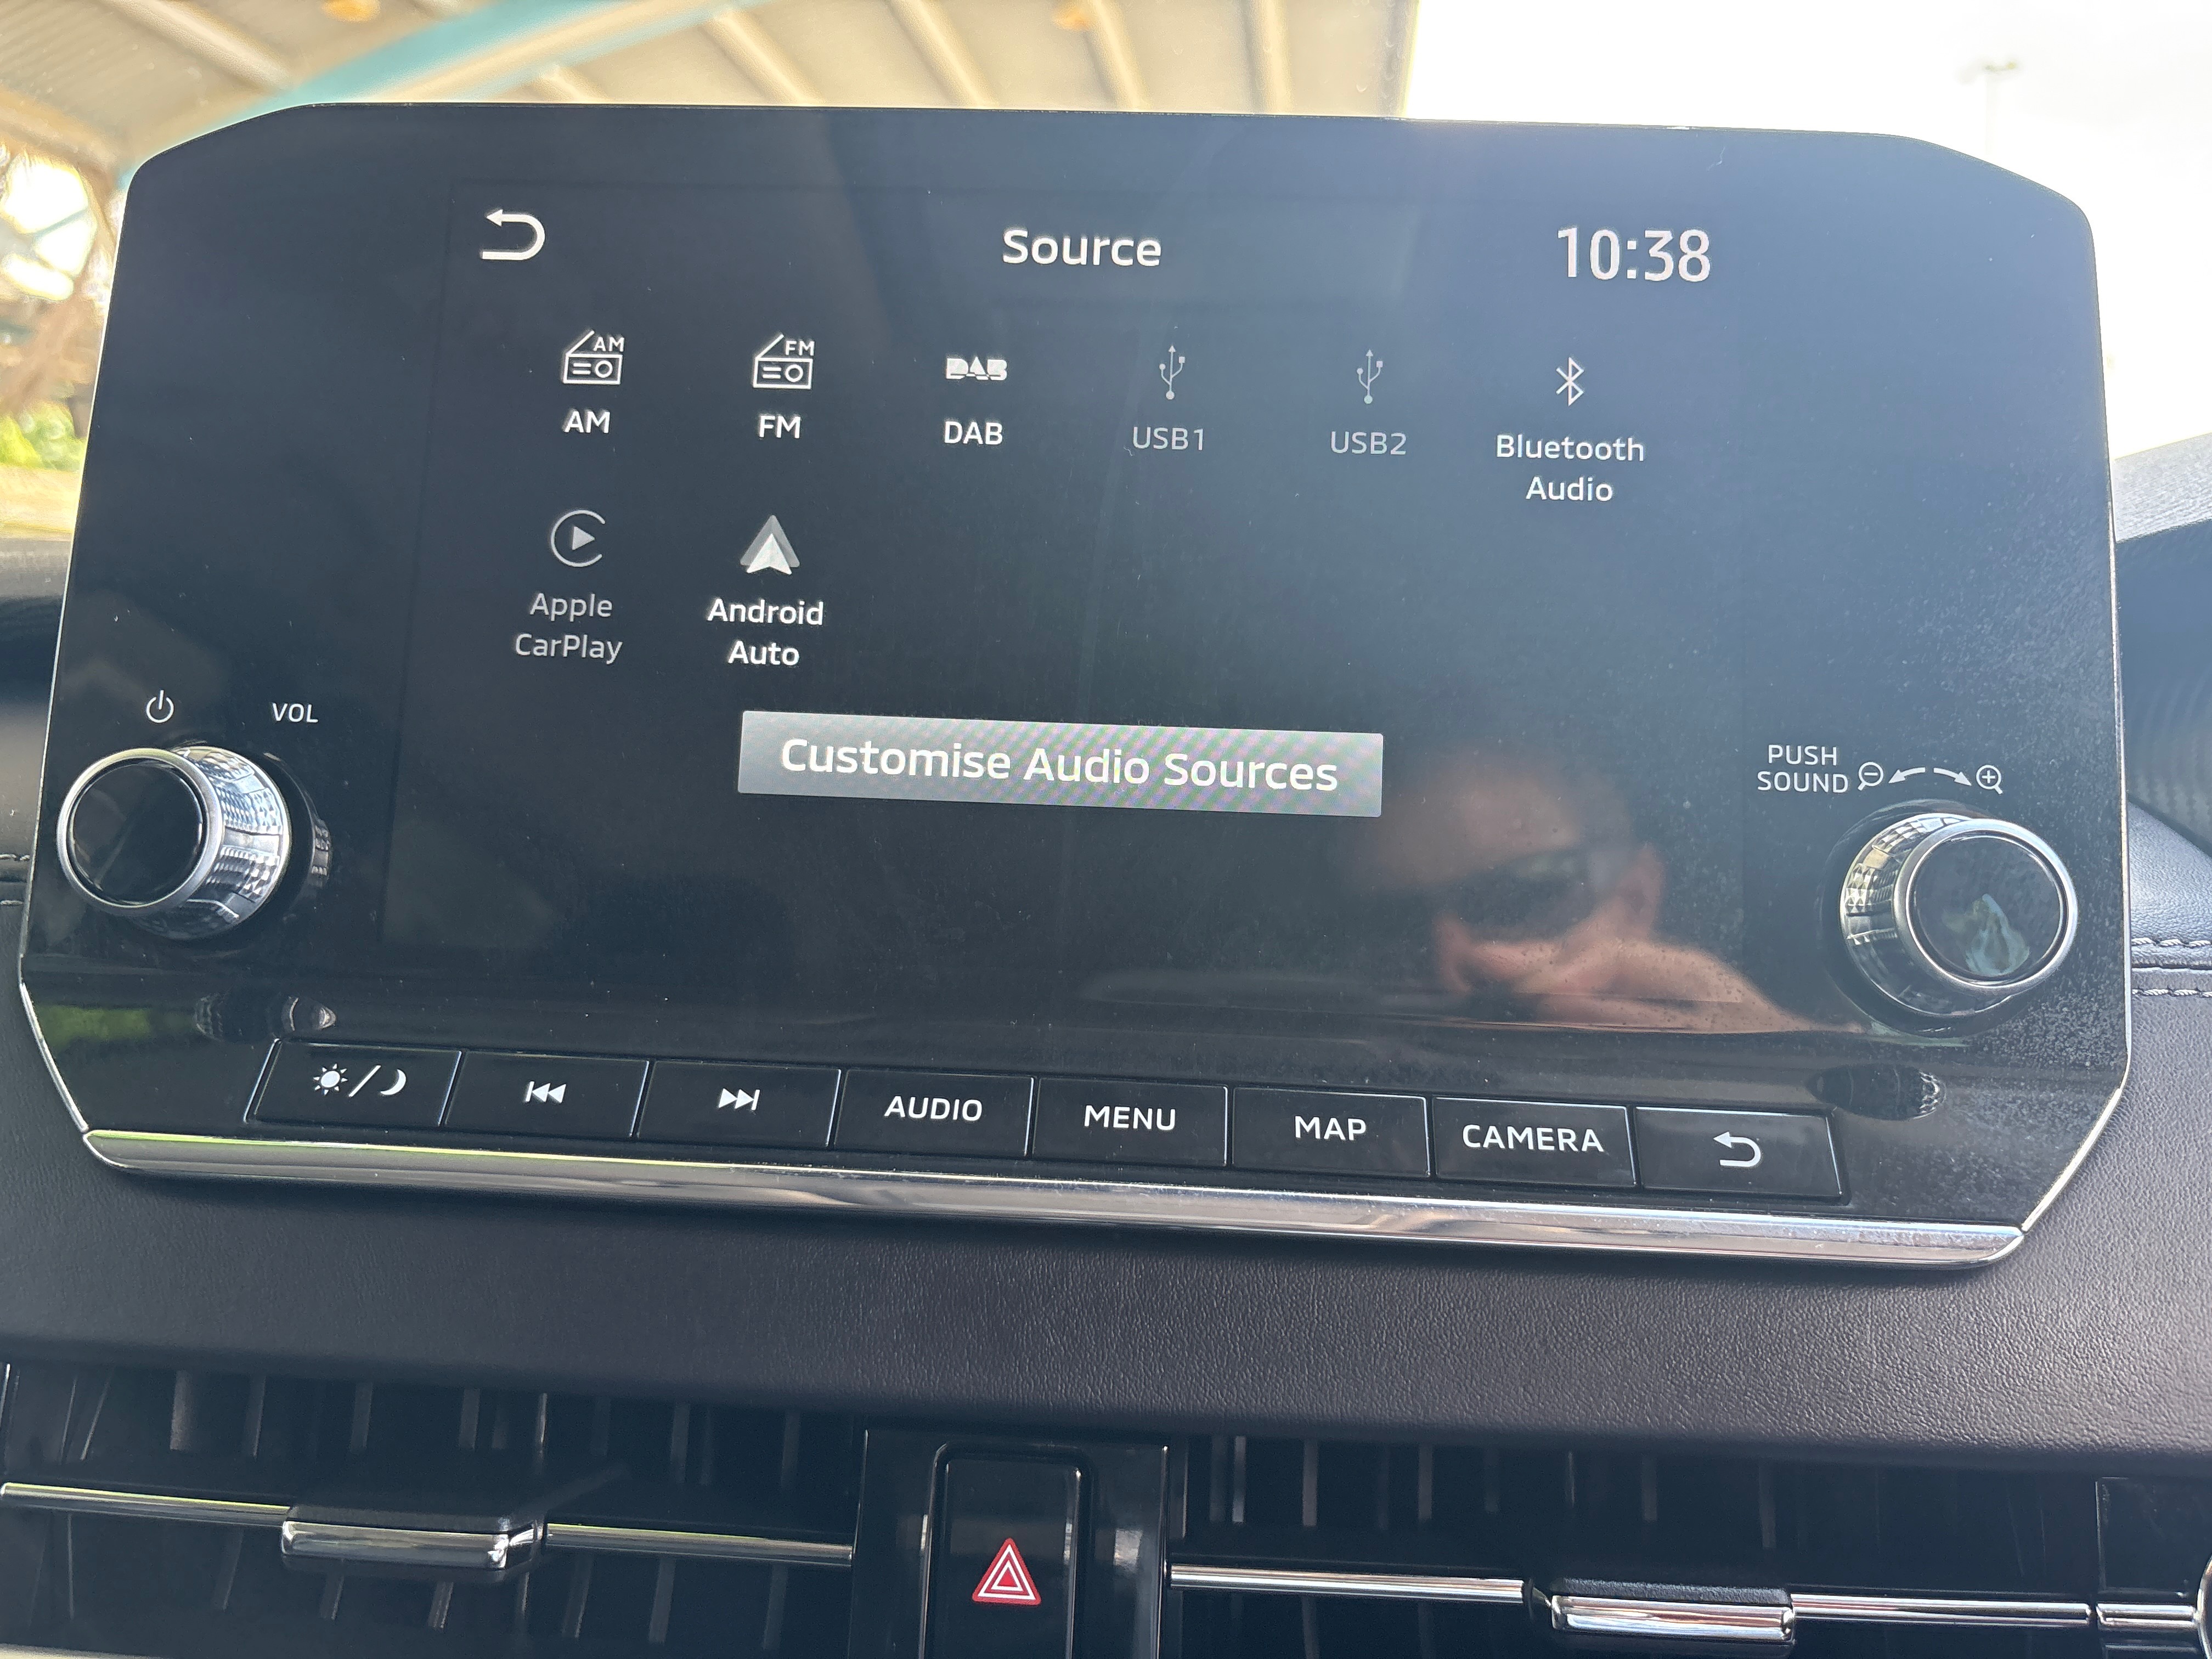 Source
10:38
AM
FM
DAB
AM
FM
DAB
USB1
USB2
Bluetooth
Audio
Apple
CarPlay
Android
Auto
VOL
Customise Audio Sources
PUSH
SOUND
AUDIO
MENU
MAP
CAMERA